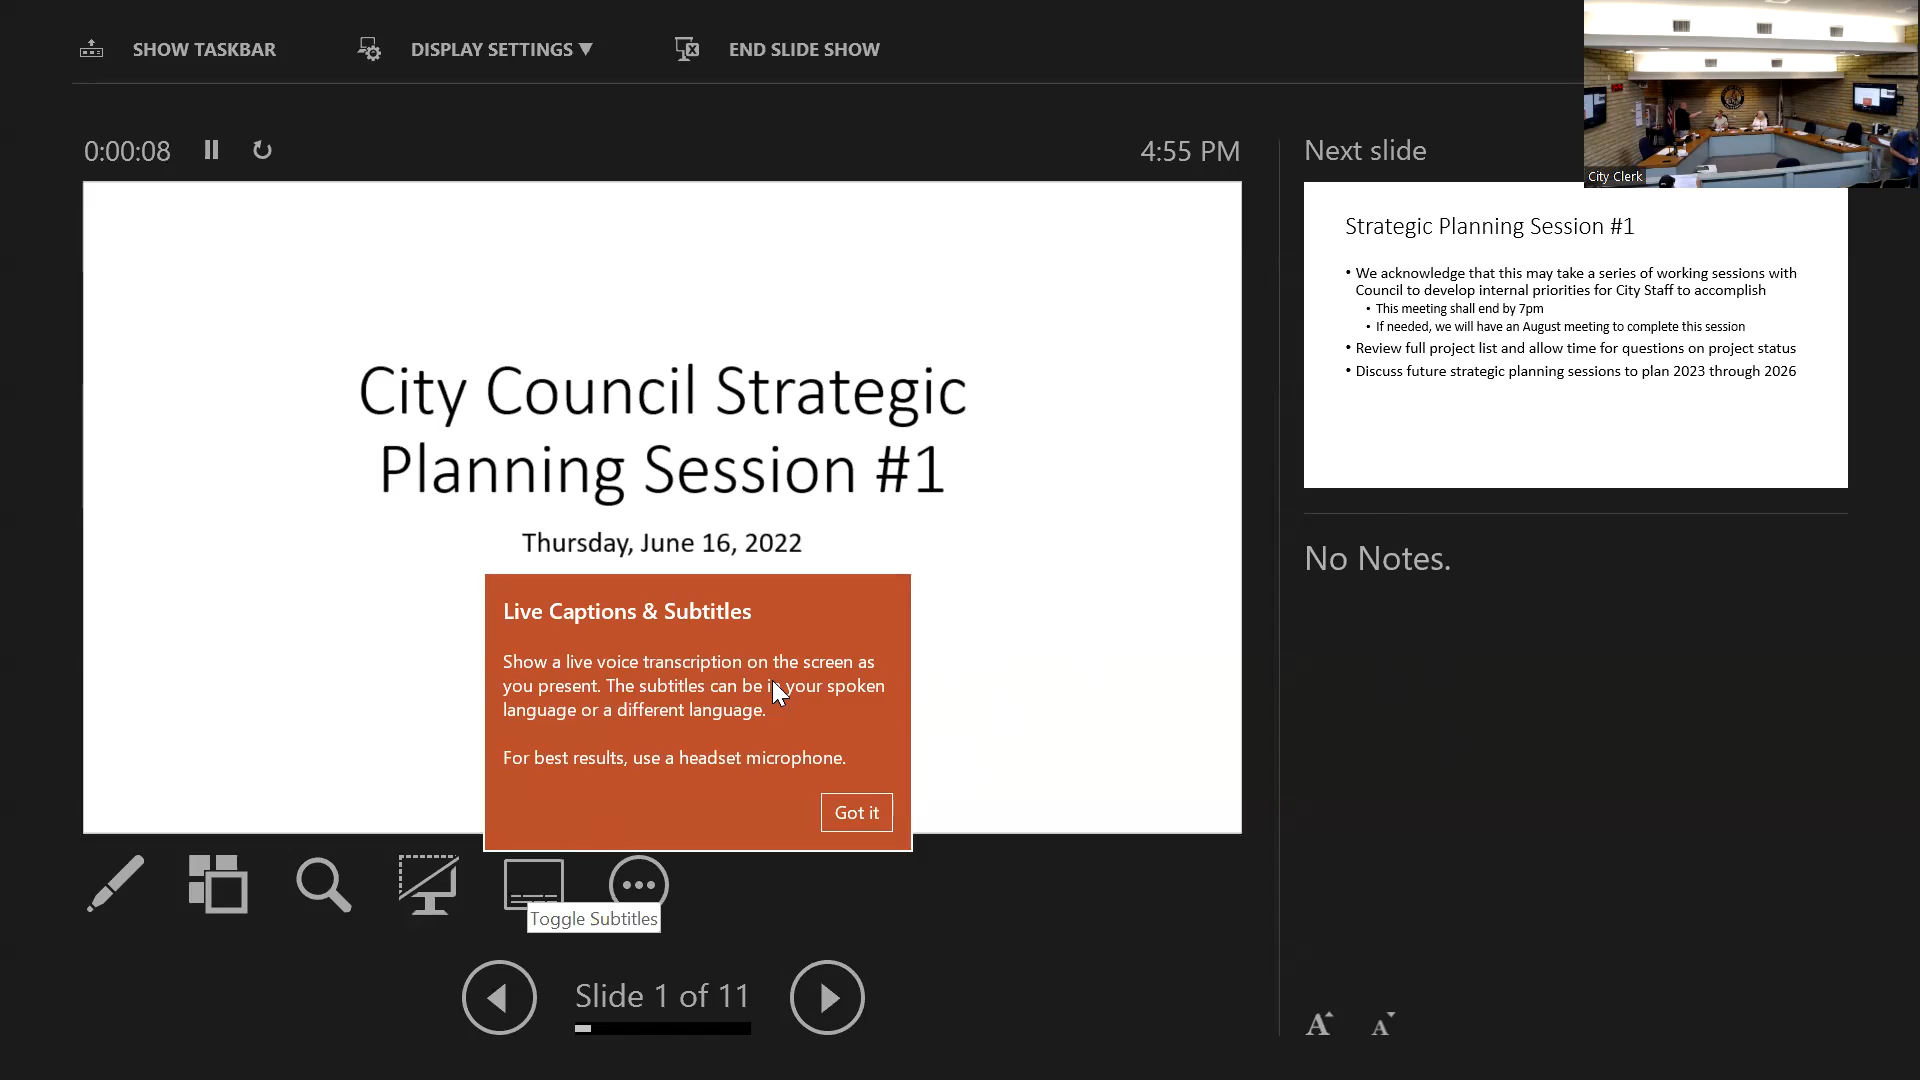 SHOW TASKBAR
DISPLAY SETTINGS ▼
END SLIDE SHOW
City Clerk
0:00:08
4:55 PM
City Council Strategic
Planning Session #1
Thursday, June 16, 2022
Live Captions & Subtitles
Show a live voice transcription on the screen as
you present. The subtitles can be in your spoken
language or a different language.
For best results, use a headset microphone.
Got it
Toggle Subtitles
Slide 1 of 11
Next slide
Strategic Planning Session #1
• We acknowledge that this may take a series of working sessions with
Council to develop internal priorities for City Staff to accomplish
• This meeting shall end by 7pm
• If needed, we will have an August meeting to complete this session
• Review full project list and allow time for questions on project status
• Discuss future strategic planning sessions to plan 2023 through 2026
No Notes.
A A